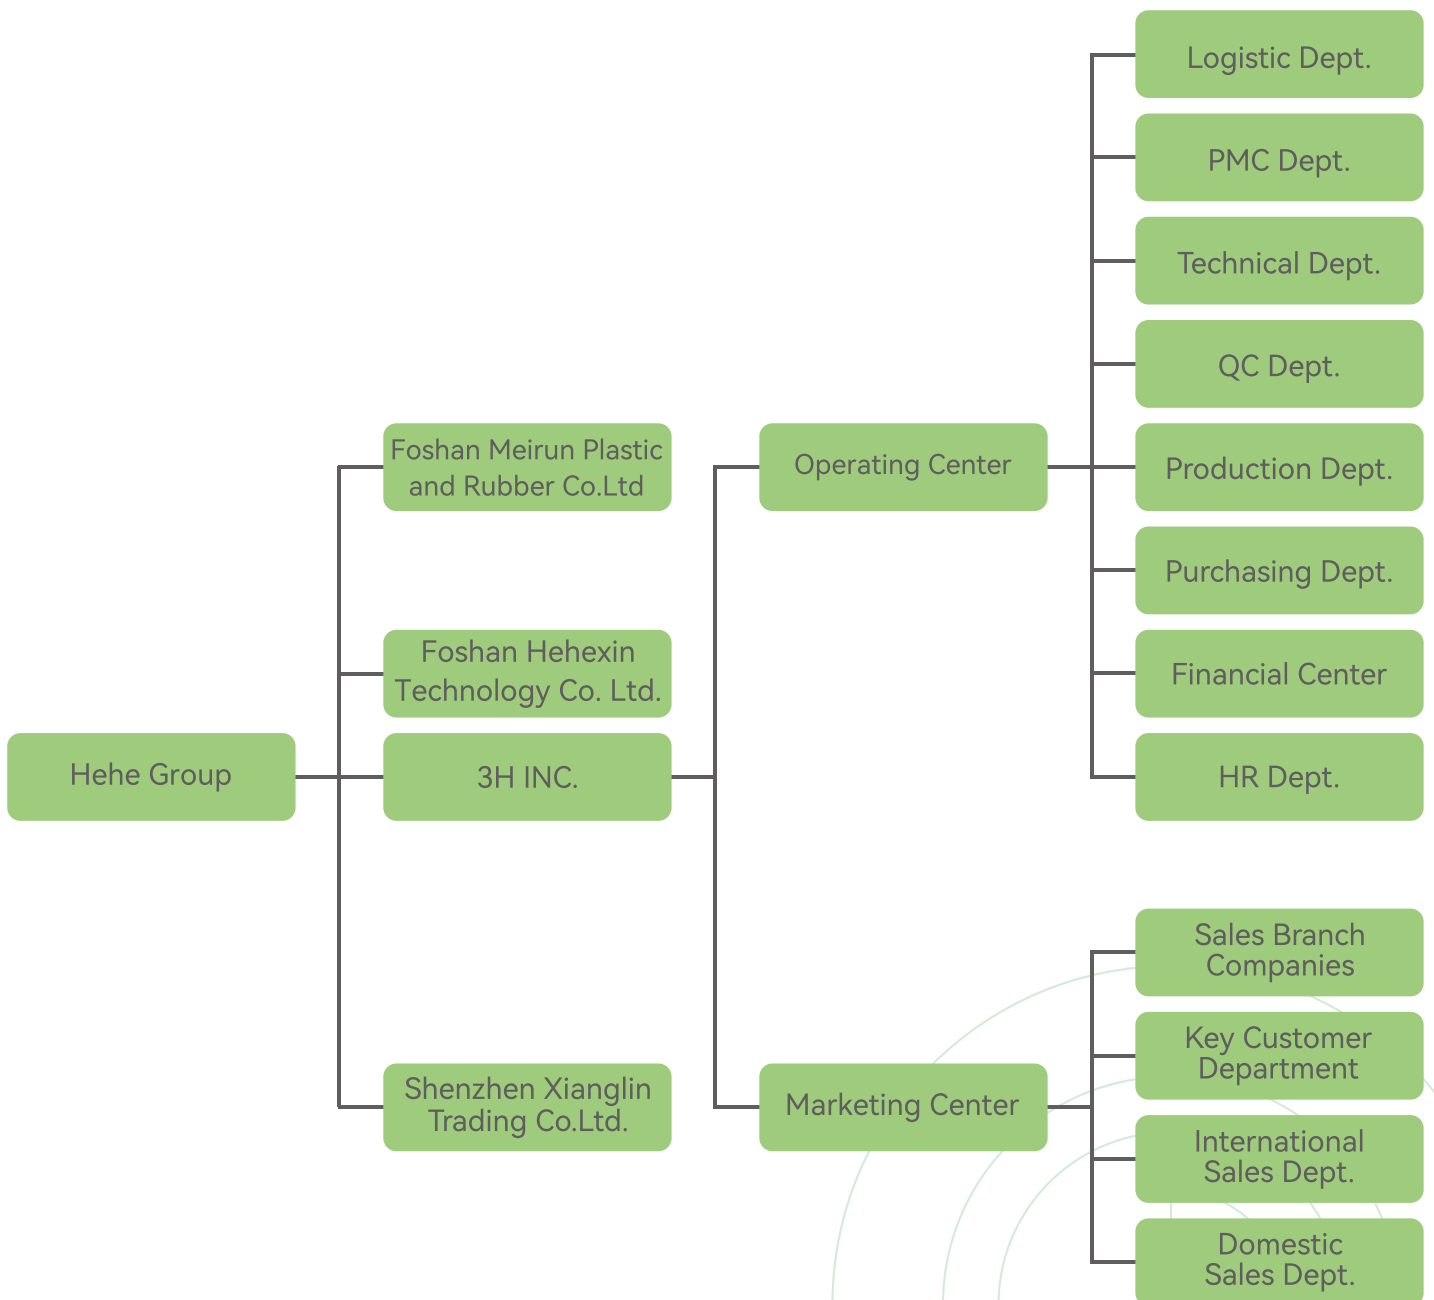 Hehe Group
Foshan Meirun Plastic
and Rubber Co.Ltd
Foshan Hehexin
Technology Co. Ltd.
3H INC.
Shenzhen Xianglin
Trading Co.Ltd.
Operating Center
Marketing Center
Logistic Dept.
PMC Dept.
Technical Dept.
QC Dept.
Production Dept.
Purchasing Dept.
Financial Center
HR Dept.
Sales Branch
Companies
Key Customer
Department
International
Sales Dept.
Domestic
Sales Dept.